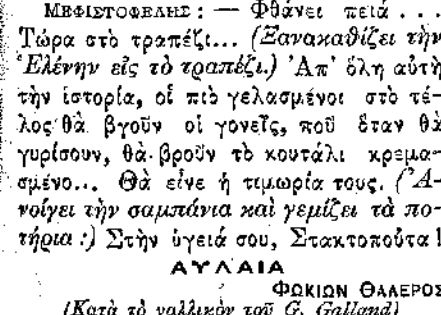 ΜΕΦΙΣΤΟΦΕΛΗΣ : — Φθάνει πειά . .
Τώρα στὸ τραπέζι... (Ξανακαθίζει τὴν
Ἑλένην εἰς τὸ τραπέζι.) Ἀπ' ὅλη αὐτὴ
τὴν ἱστορία, οἱ πιὸ γελασμένοι στὸ τέ-
λος θὰ βγοῦν οἱ γονεῖς, ποῦ ὅταν θὰ
γυρίσουν, θὰ βροῦν τὸ κουτάλι κρεμα-
σμένο... Θὰ εἶνε ἡ τιμωρία τους. (Ἀ-
νοίγει τὴν σαμπάνια καὶ γεμίζει τὰ πο-
τήρια :) Στὴν ὑγειά σου, Στακτοπούτα !
ΑΥΛΑΙΑ
ΦΩΚΙΩΝ ΘΑΛΕΡΟΣ
(Κατὰ τὸ γαλλικὸν τοῦ G. Galland)